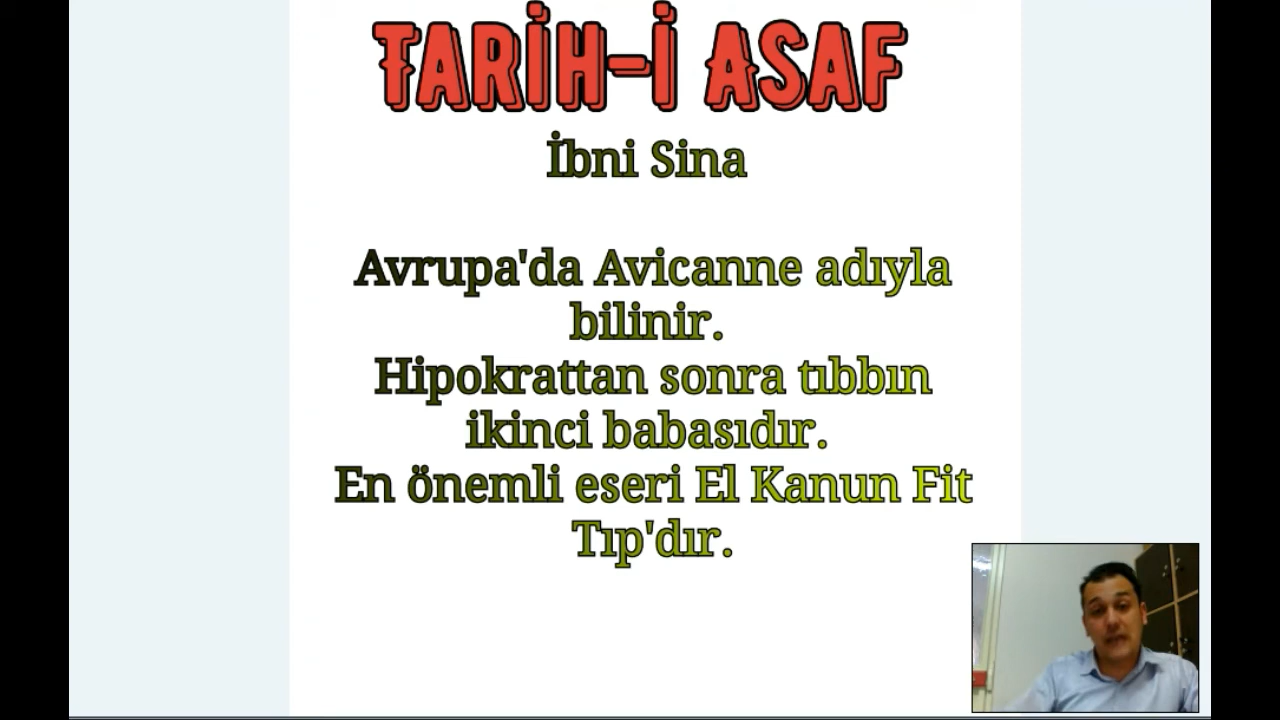 TARİH-İ ASAF
İbni Sina
Avrupa'da Avicanne adıyla
bilinir.
Hipokrattan sonra tıbbın
ikinci babasıdır.
En önemli eseri El Kanun Fit
Tıp'dır.